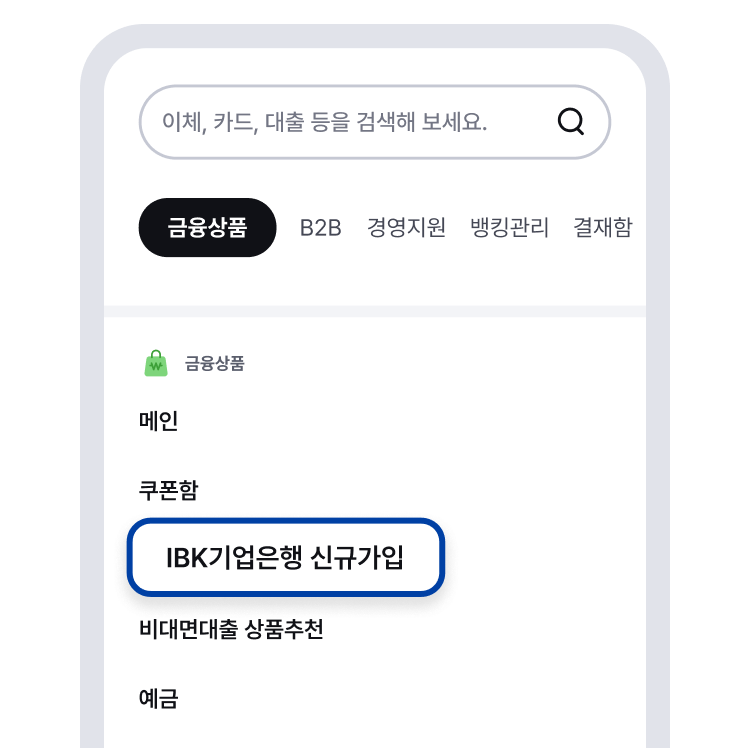 이체, 카드, 대출 등을 검색해 보세요.
금융상품 B2B 경영지원 뱅킹관리 결재함
금융상품
메인
쿠폰함
IBK기업은행 신규가입
비대면대출 상품추천
예금